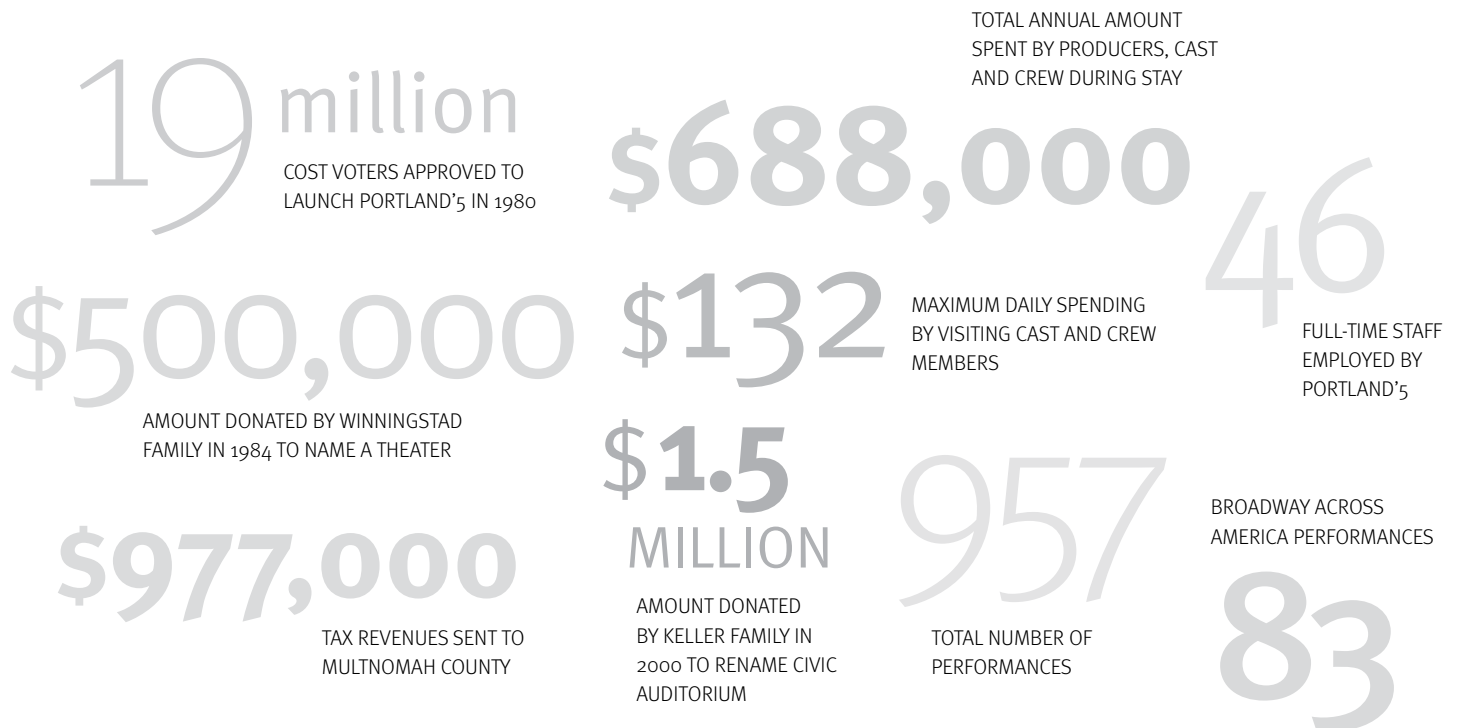 19 million
COST VOTERS APPROVED TO
LAUNCH PORTLAND'5 IN 1980
TOTAL ANNUAL AMOUNT
SPENT BY PRODUCERS, CAST
AND CREW DURING STAY
$688,000
46
FULL-TIME STAFF
EMPLOYED BY
PORTLAND'5
$500,000
AMOUNT DONATED BY WINNINGSTAD
FAMILY IN 1984 TO NAME A THEATER
$132
MAXIMUM DAILY SPENDING
BY VISITING CAST AND CREW
MEMBERS
$977,000
TAX REVENUES SENT TO
MULTNOMAH COUNTY
$1.5
MILLION
AMOUNT DONATED
BY KELLER FAMILY IN
2000 TO RENAME CIVIC
AUDITORIUM
957
TOTAL NUMBER OF
PERFORMANCES
BROADWAY ACROSS
AMERICA PERFORMANCES
83